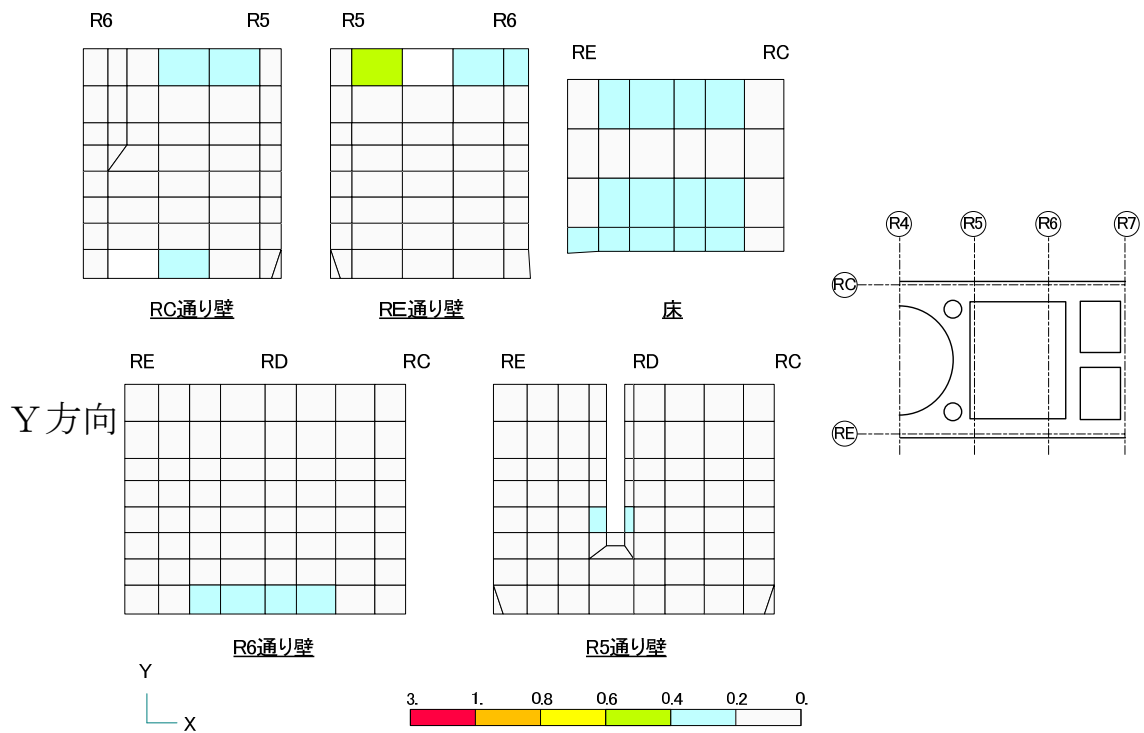 R6 R5 R5 R6 RE RC
RC通り壁 RE通り壁 床
R4 R5 R6 R7
RC
RE
RE RD RC RE RD RC
Y方向
R6通り壁 R5通り壁
Y
X
3. 1. 0.8 0.6 0.4 0.2 0.